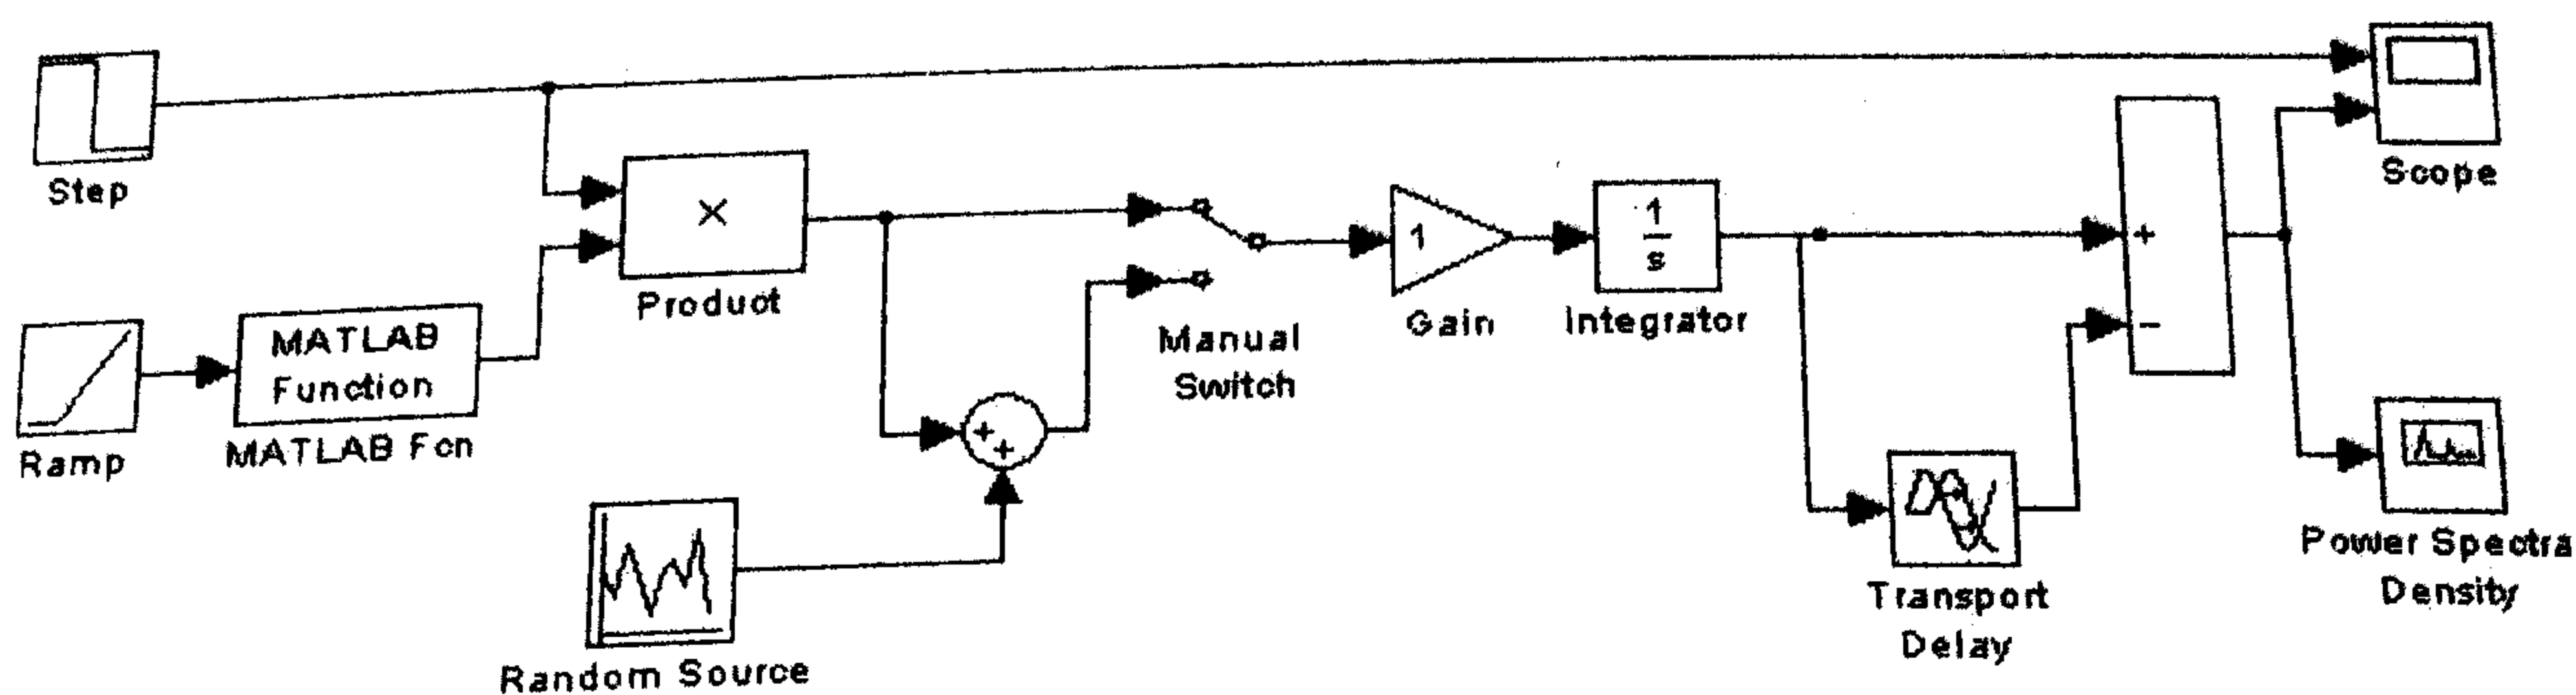 Step
Scope
×
Product
1
Gain
1
s
Integrator
+
−
Manual
Switch
MATLAB
Function
MATLAB Fcn
Ramp
+
+
Random Source
Transport
Delay
Power Spectra
Density